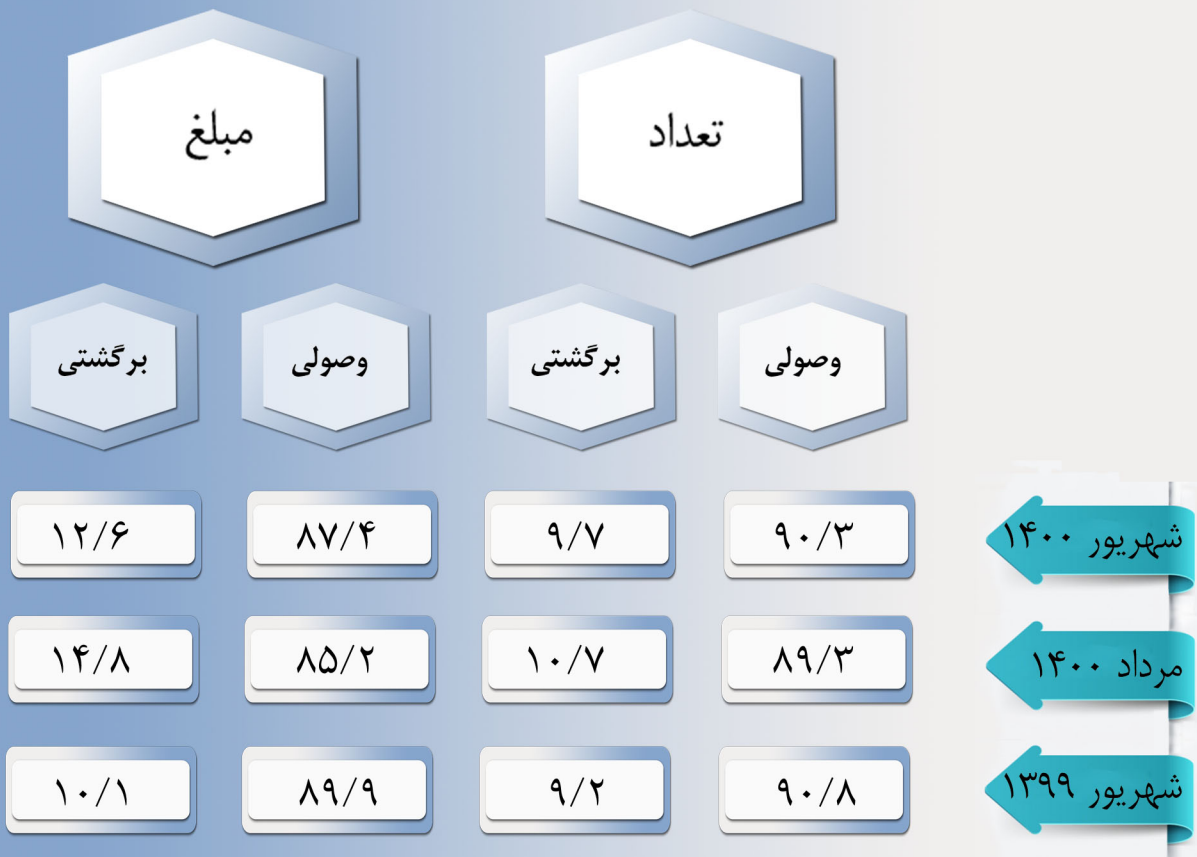 تعداد مبلغ
وصولی برگشتی وصولی برگشتی
شهریور ۱۴۰۰ ۹۰/۳ ۹/۷ ۸۷/۴ ۱۲/۶
مرداد ۱۴۰۰ ۸۹/۳ ۱۰/۷ ۸۵/۲ ۱۴/۸
شهریور ۱۳۹۹ ۹۰/۸ ۹/۲ ۸۹/۹ ۱۰/۱